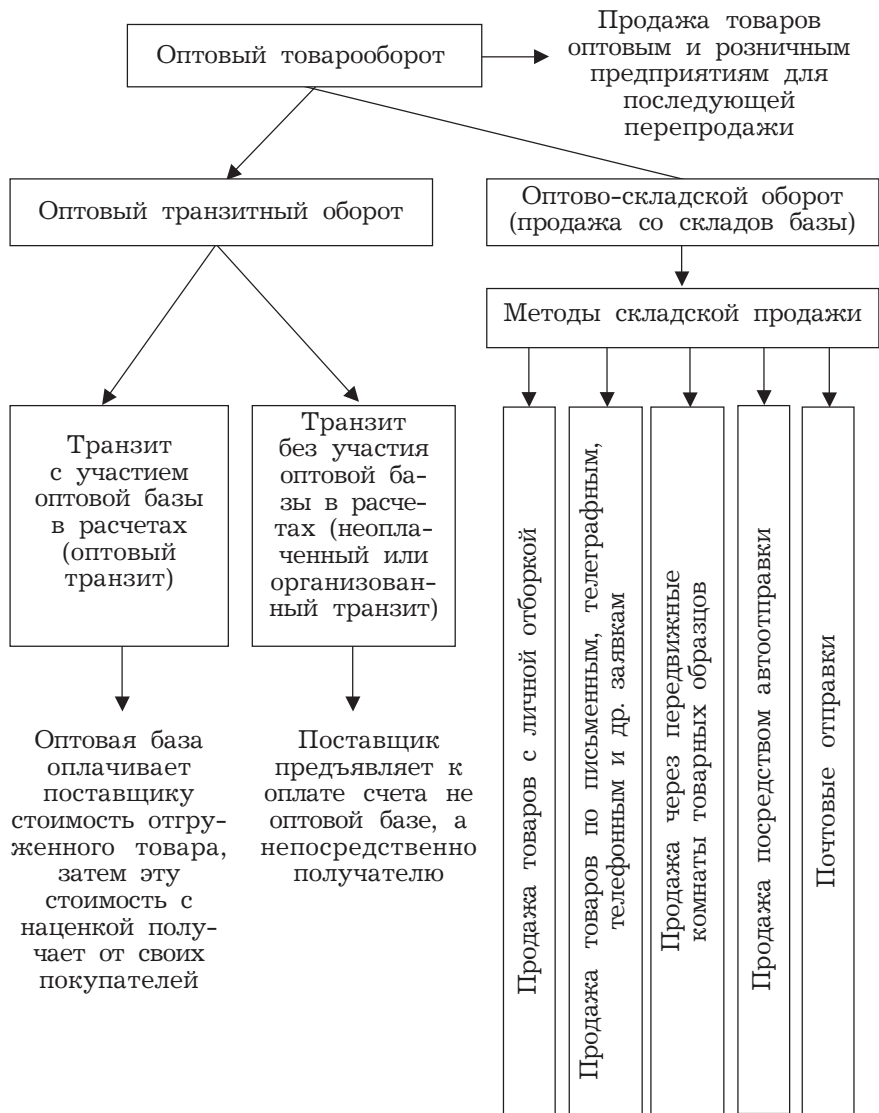 Оптовый товарооборот
Продажа товаров
оптовым и розничным
предприятиям для
последующей
перепродажи
Оптовый транзитный оборот
Оптово-складской оборот
(продажа со складов базы)
Методы складской продажи
Транзит
с участием
оптовой базы
в расчетах
(оптовый
транзит)
Транзит
без участия
оптовой ба-
зы в расче-
тах (неопла-
ченный или
организован-
ный транзит)
Оптовая база
оплачивает
поставщику
стоимость отгру-
женного товара,
затем эту
стоимость с
наценкой полу-
чает от своих
покупателей
Поставщик
предъявляет к
оплате счета не
оптовой базе, а
непосредственно
получателю
Продажа товаров с личной отборкой
Продажа товаров по письменным, телеграфным,
телефонным и др. заявкам
Продажа через передвижные
комнаты товарных образцов
Продажа посредством автоотправки
Почтовые отправки